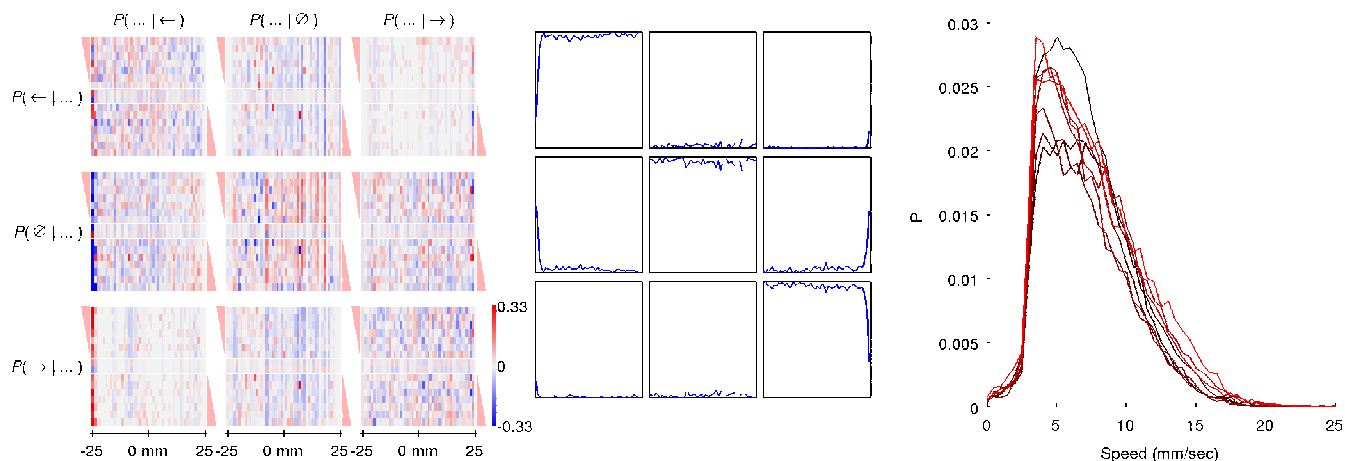 P( ... | ← ) P( ... | ∅ ) P( ... | → )
P( ← | ... )
P( ∅ | ... )
P( → | ... )
0.33
0
-0.33
-25 0 mm 25 -25 0 mm 25 -25 0 mm 25
0.03
0.025
0.02
0.015
0.01
0.005
0
P
0 5 10 15 20 25
Speed (mm/sec)